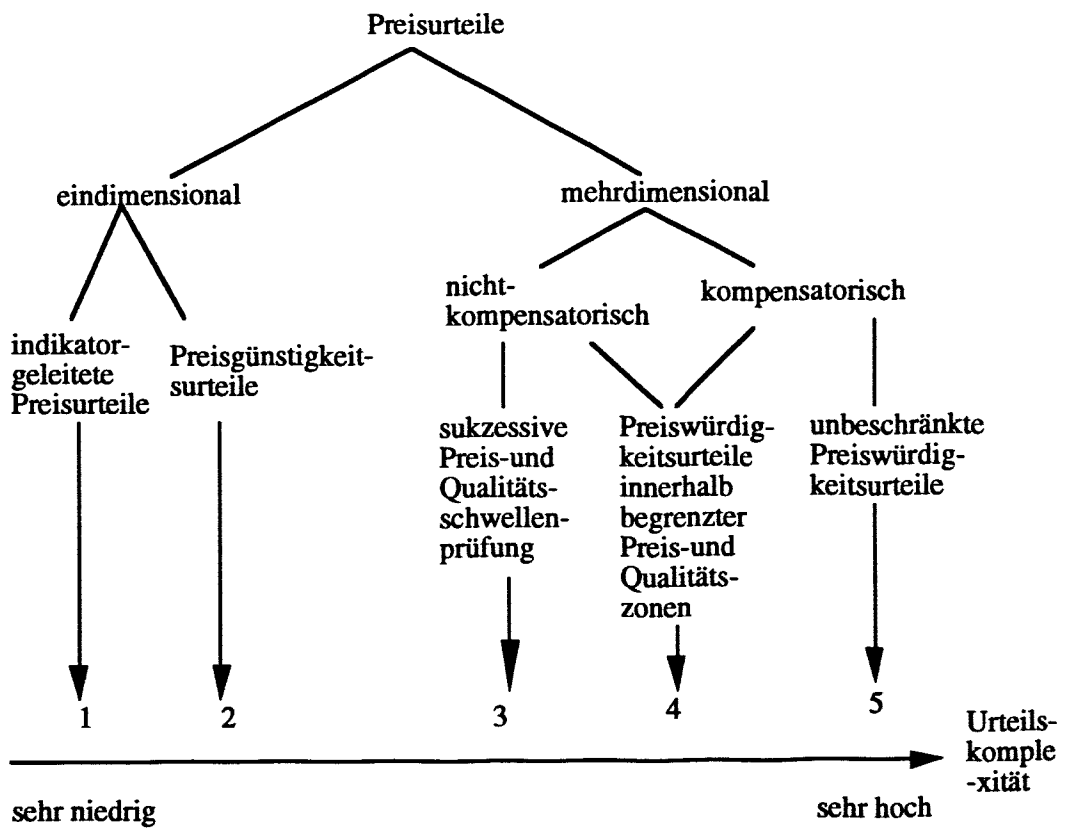 Preisurteile
eindimensional
mehrdimensional
nicht-
kompensatorisch
kompensatorisch
indikator-
geleitete
Preisurteile
Preisgünstigkeit-
surteile
sukzessive
Preis-und
Qualitäts-
schwellen-
prüfung
Preiswürdig-
keitsurteile
innerhalb
begrenzter
Preis-und
Qualitäts-
zonen
unbeschränkte
Preiswürdig-
keitsurteile
1
2
3
4
5
Urteils-
komple
-xität
sehr niedrig
sehr hoch